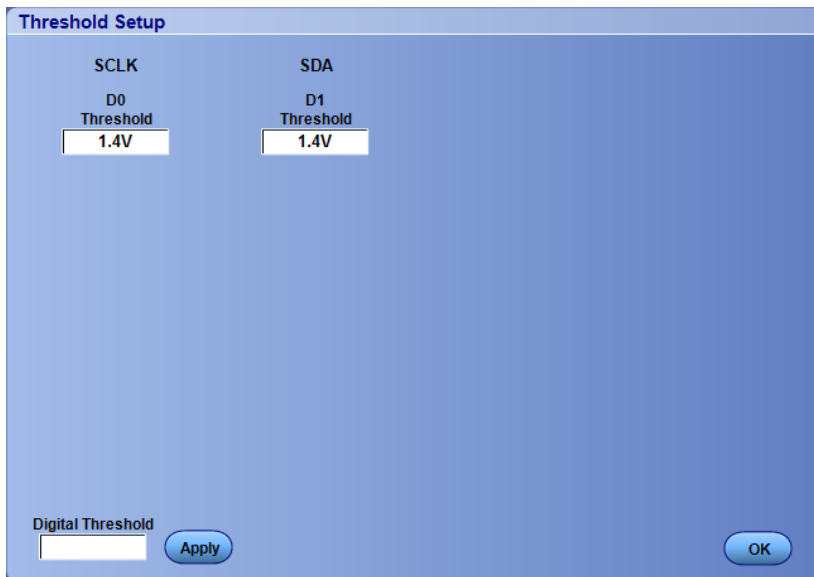 Threshold Setup
SCLK SDA
D0 D1
Threshold Threshold
1.4V 1.4V
Digital Threshold
Apply OK